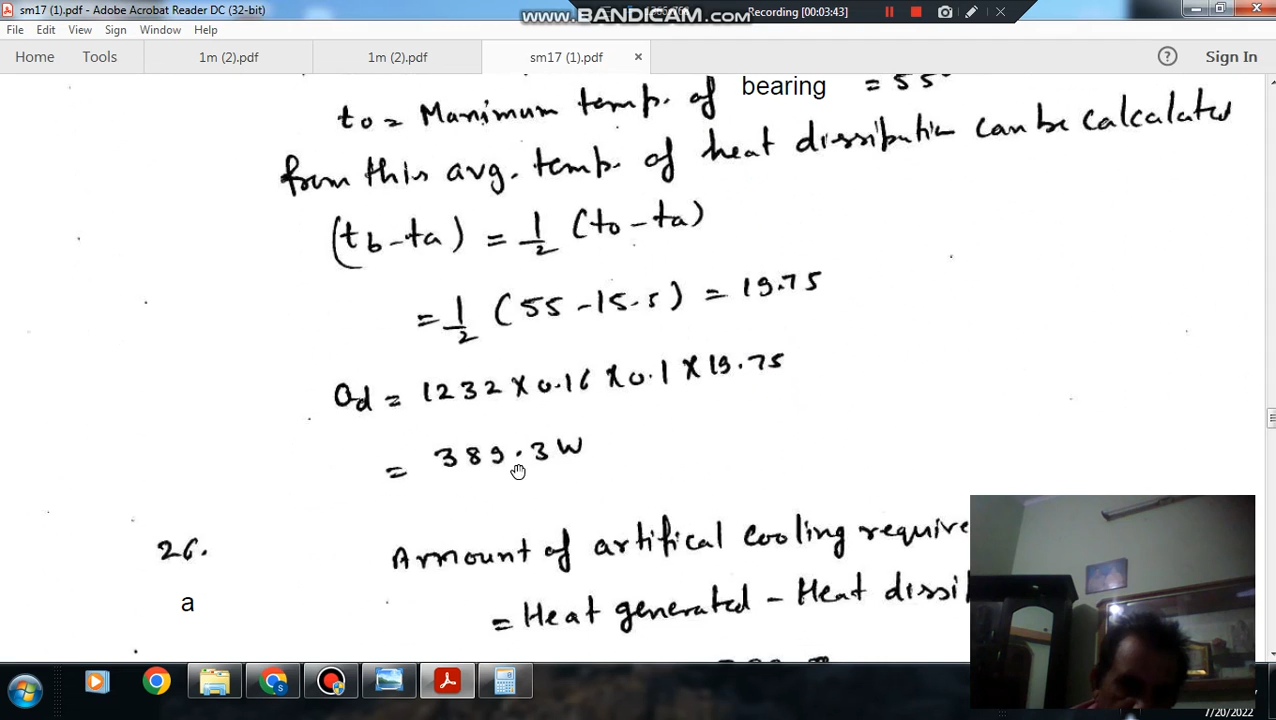 sm17 (1).pdf - Adobe Acrobat Reader DC (32-bit)
www.BANDICAM.com
Recording [00:03:43]
File Edit View Sign Window Help
Home Tools 1m (2).pdf 1m (2).pdf sm17 (1).pdf × Sign In
to = Manimum temp. of bearing = 55°
from this avg. temp. of heat dissibution can be calculated
(tb-ta) = 1/2 (to-ta)
= 1/2 (55-15.5) = 19.75
Qd = 1232 X 0.16 X 0.1 X 19.75
= 389.3 W
26. Amount of artifical cooling require
a
= Heat generated - Heat dissi
7/20/2022